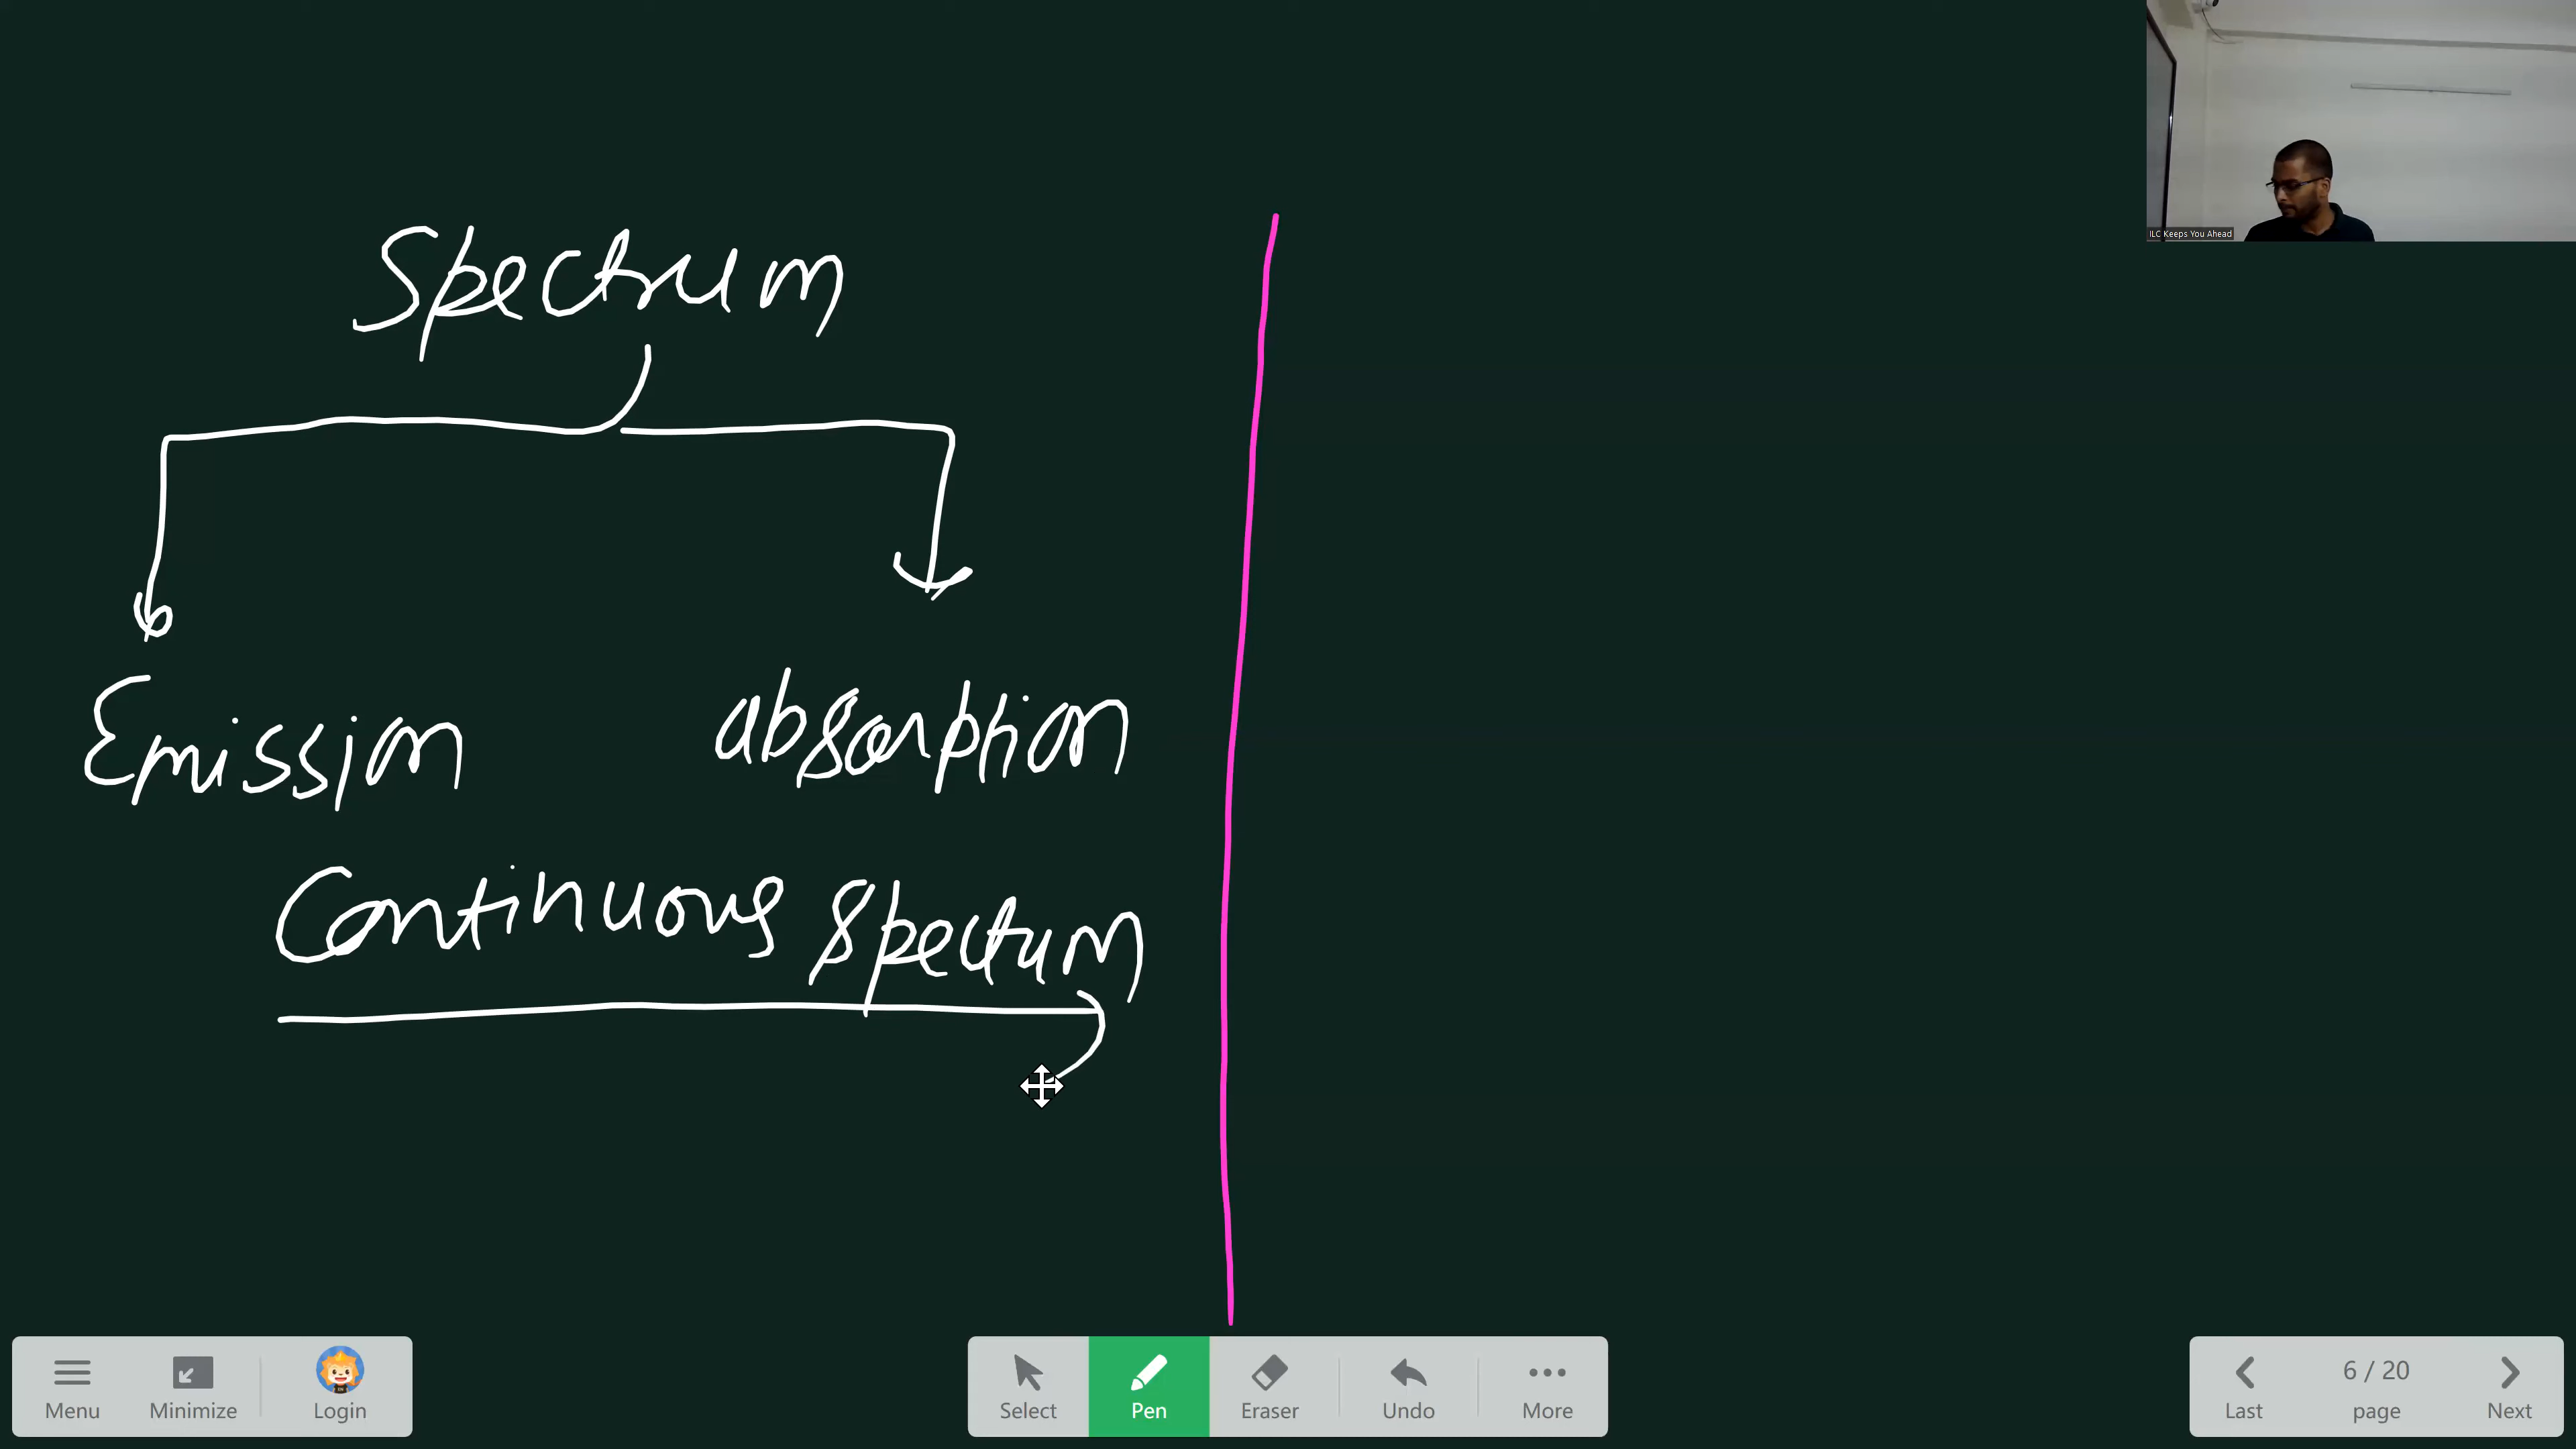 ILC Keeps You Ahead
Spectrum
Emission absorption
Continuous Spectum
Menu Minimize Login Select Pen Eraser Undo More Last 6 / 20 page Next